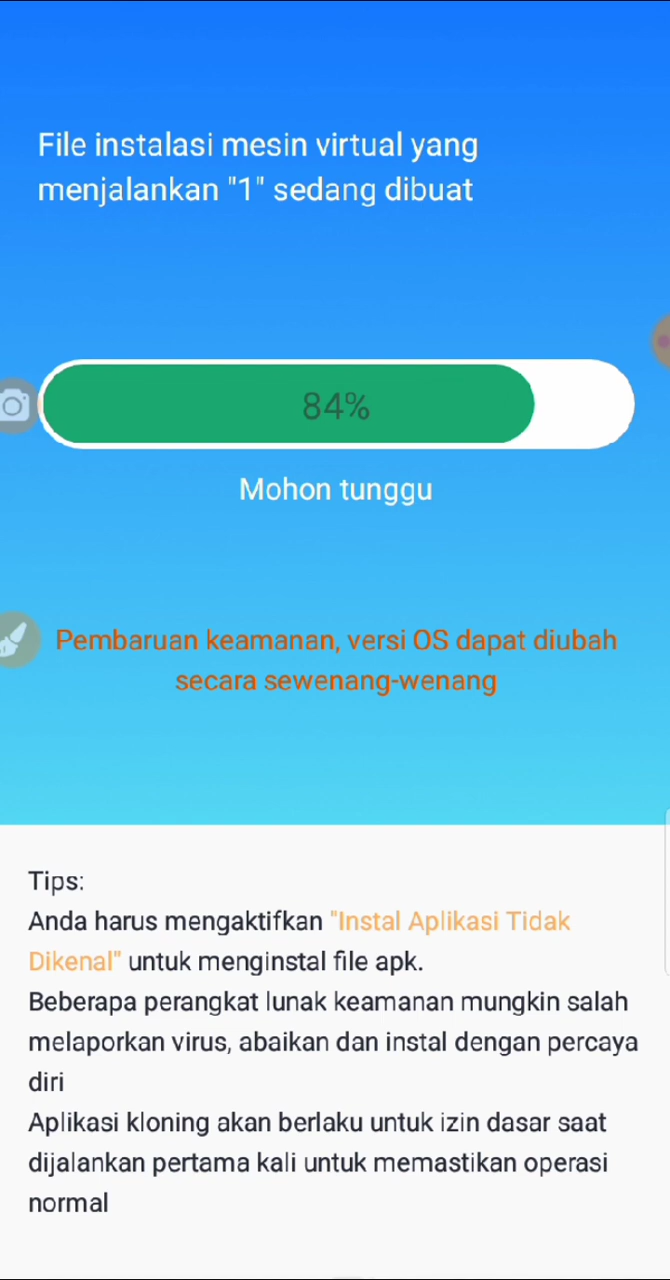 File instalasi mesin virtual yang
menjalankan "1" sedang dibuat
84%
Mohon tunggu
Pembaruan keamanan, versi OS dapat diubah
secara sewenang-wenang
Tips:
Anda harus mengaktifkan "Instal Aplikasi Tidak
Dikenal" untuk menginstal file apk.
Beberapa perangkat lunak keamanan mungkin salah
melaporkan virus, abaikan dan instal dengan percaya
diri
Aplikasi kloning akan berlaku untuk izin dasar saat
dijalankan pertama kali untuk memastikan operasi
normal